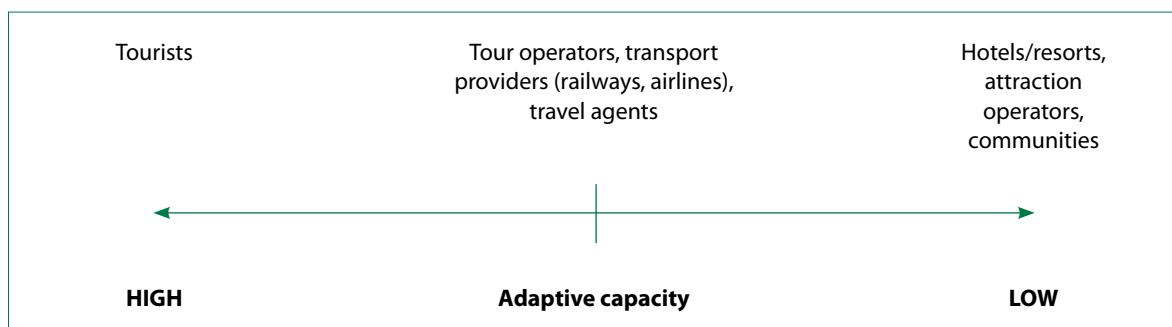 Tourists
Tour operators, transport
providers (railways, airlines),
travel agents
Hotels/resorts,
attraction
operators,
communities
HIGH
Adaptive capacity
LOW